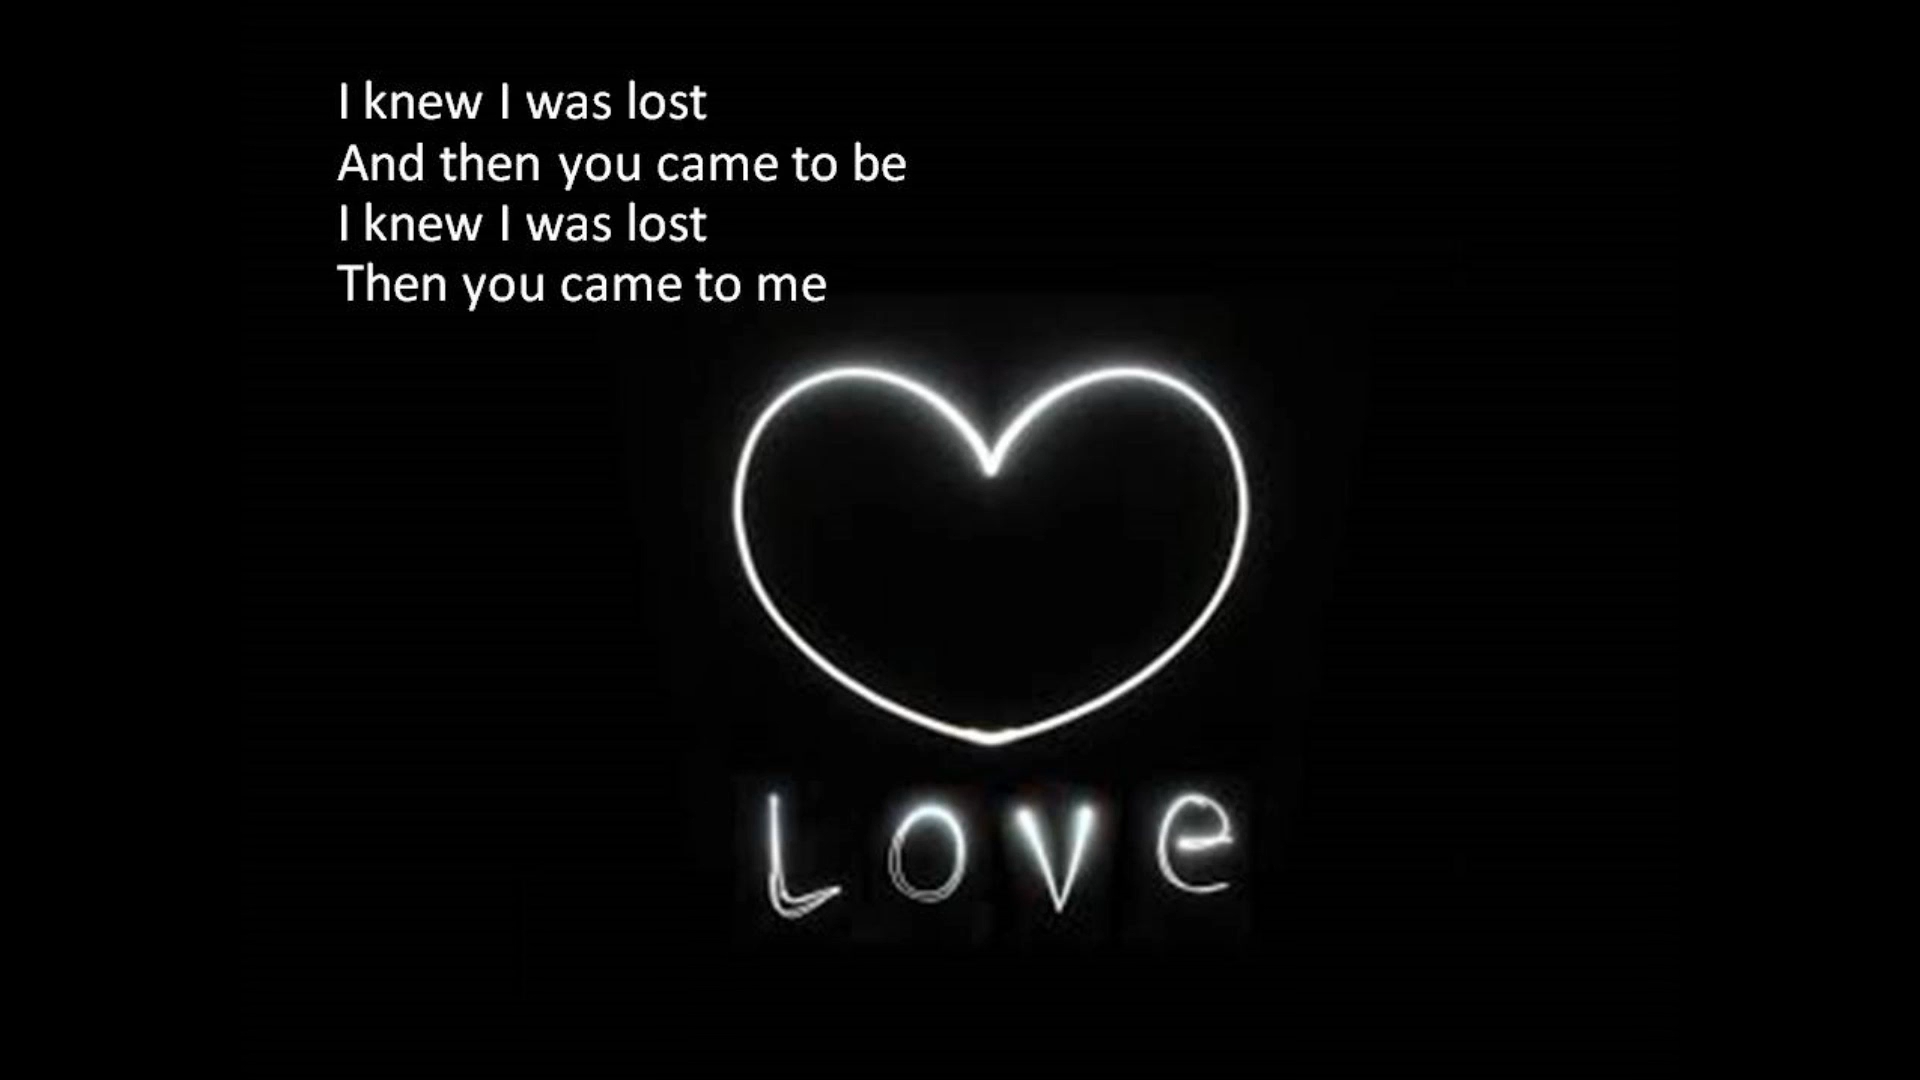 I knew I was lost
And then you came to be
I knew I was lost
Then you came to me
Love